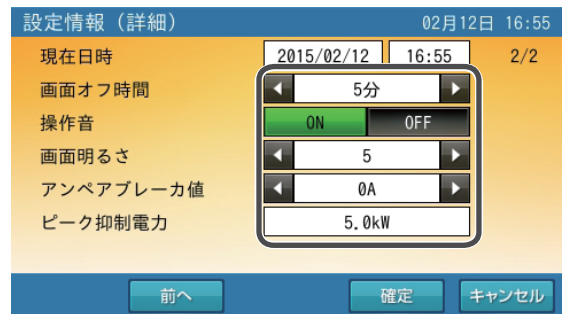 設定情報（詳細） 02月12日 16:55
現在日時 2015/02/12 16:55 2/2
画面オフ時間 5分
操作音 ON OFF
画面明るさ 5
アンペアブレーカ値 0A
ピーク抑制電力 5.0kW
前へ 確定 キャンセル